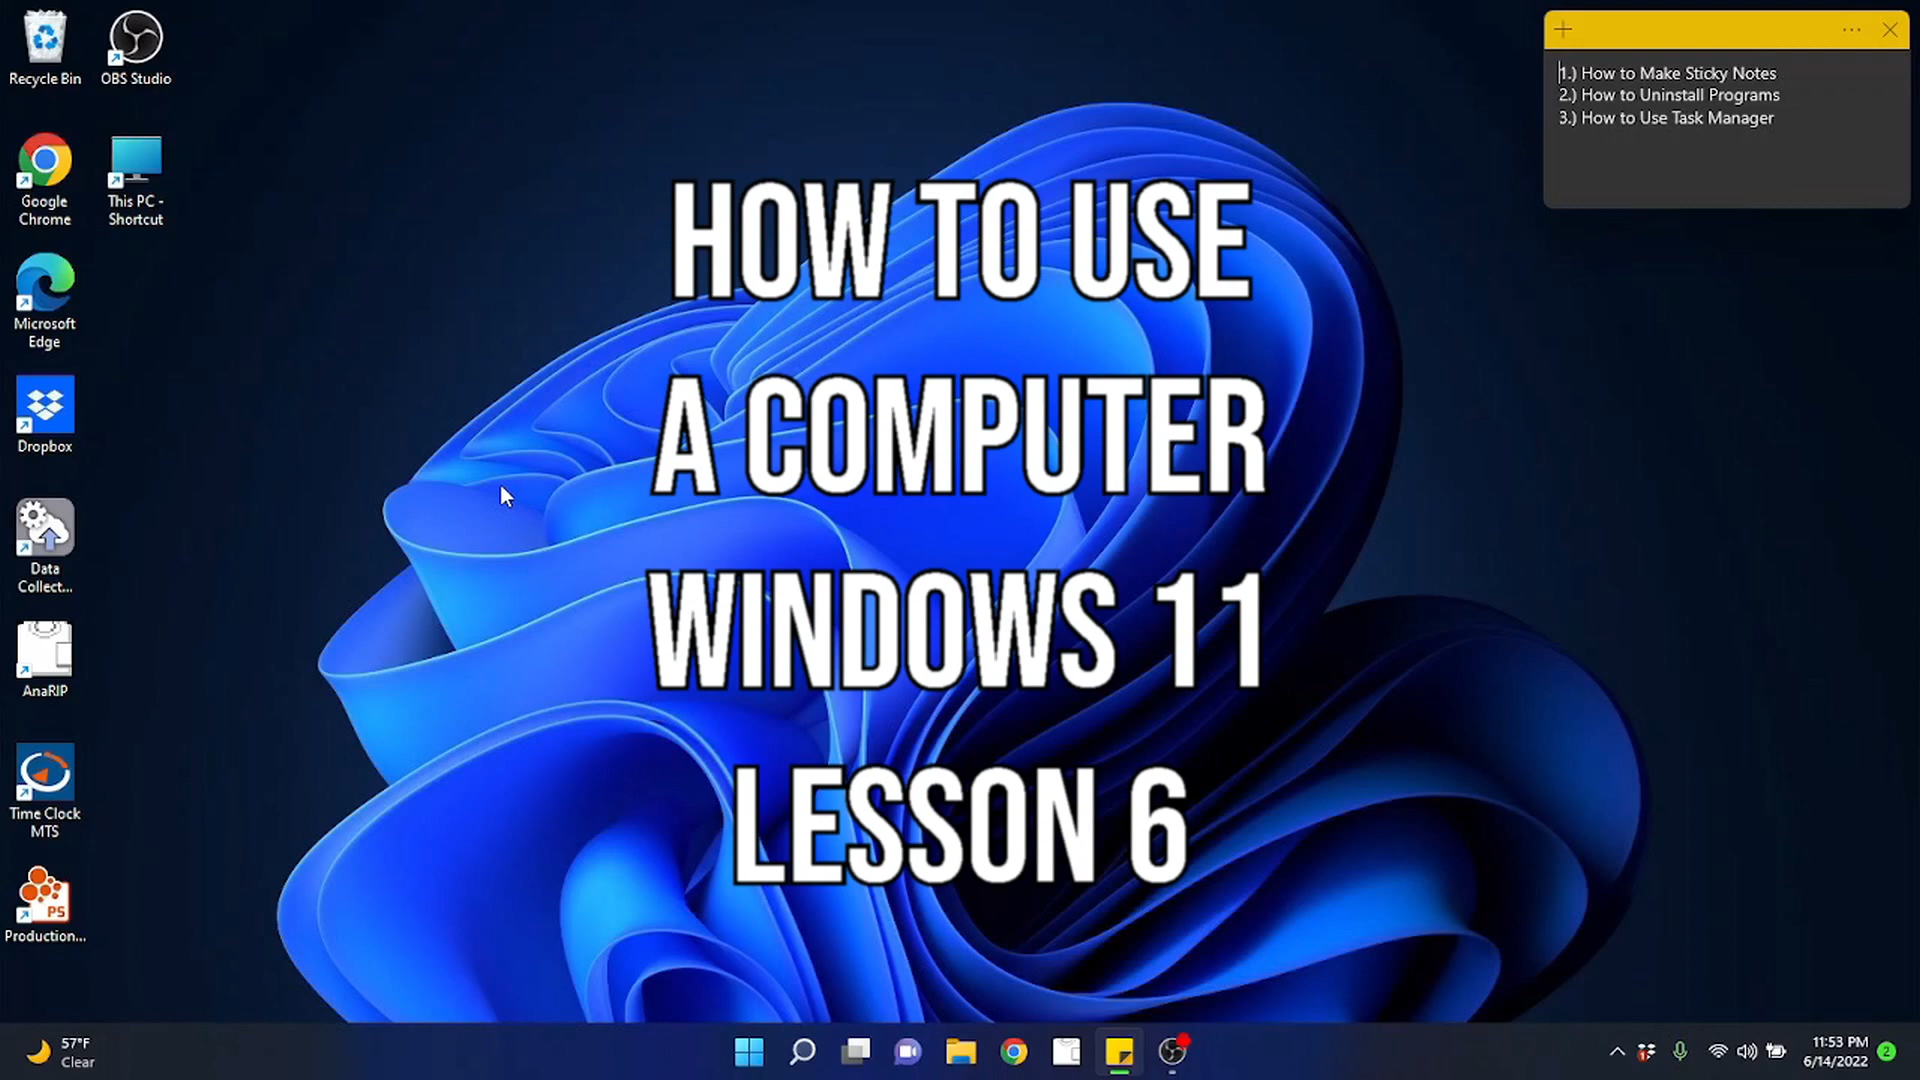 Recycle Bin
OBS Studio
Google
Chrome
This PC -
Shortcut
Microsoft
Edge
Dropbox
Data
Collect...
AnaRIP
Time Clock
MTS
PS
Production...
1.) How to Make Sticky Notes
2.) How to Uninstall Programs
3.) How to Use Task Manager
HOW TO USE
A COMPUTER
WINDOWS 11
LESSON 6
57°F
Clear
1
11:53 PM
6/14/2022
2